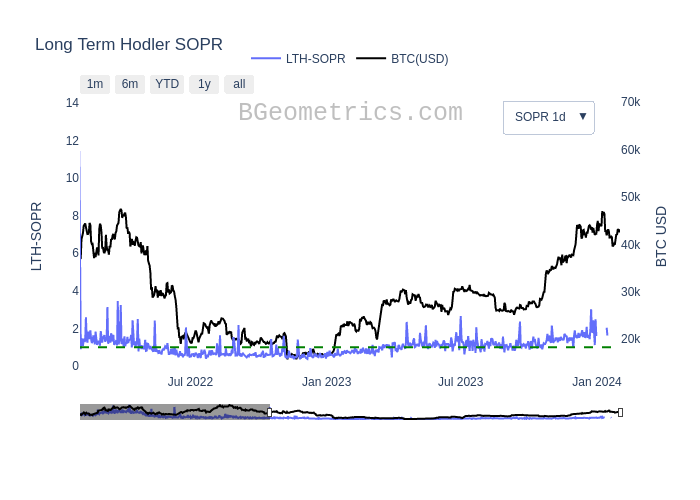 Long Term Hodler SOPR
LTH-SOPR BTC(USD)
1m 6m YTD 1y all
BGeometrics.com
SOPR 1d ▼
14
12
10
8
6
4
2
0
LTH-SOPR
70k
60k
50k
40k
30k
20k
BTC USD
Jul 2022 Jan 2023 Jul 2023 Jan 2024